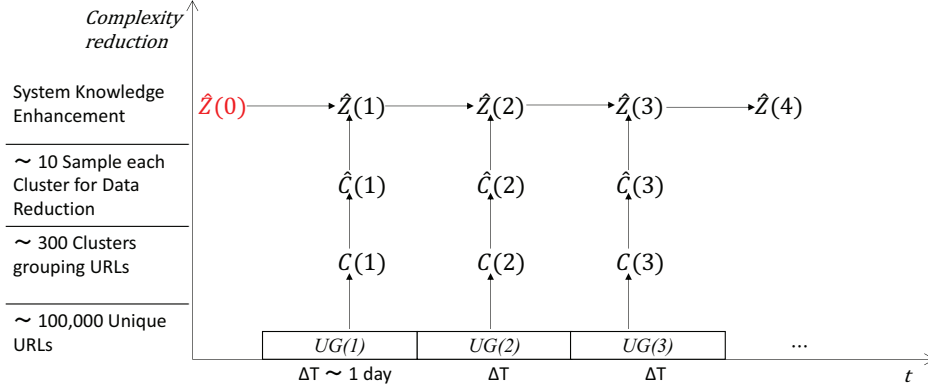 Complexity
reduction
System Knowledge
Enhancement
Ẑ(0) Ẑ(1) Ẑ(2) Ẑ(3) Ẑ(4)
~ 10 Sample each
Cluster for Data
Reduction
Ĉ(1) Ĉ(2) Ĉ(3)
~ 300 Clusters
grouping URLs
C(1) C(2) C(3)
~ 100,000 Unique
URLs
UG(1) UG(2) UG(3) ...
ΔT ~ 1 day ΔT ΔT t